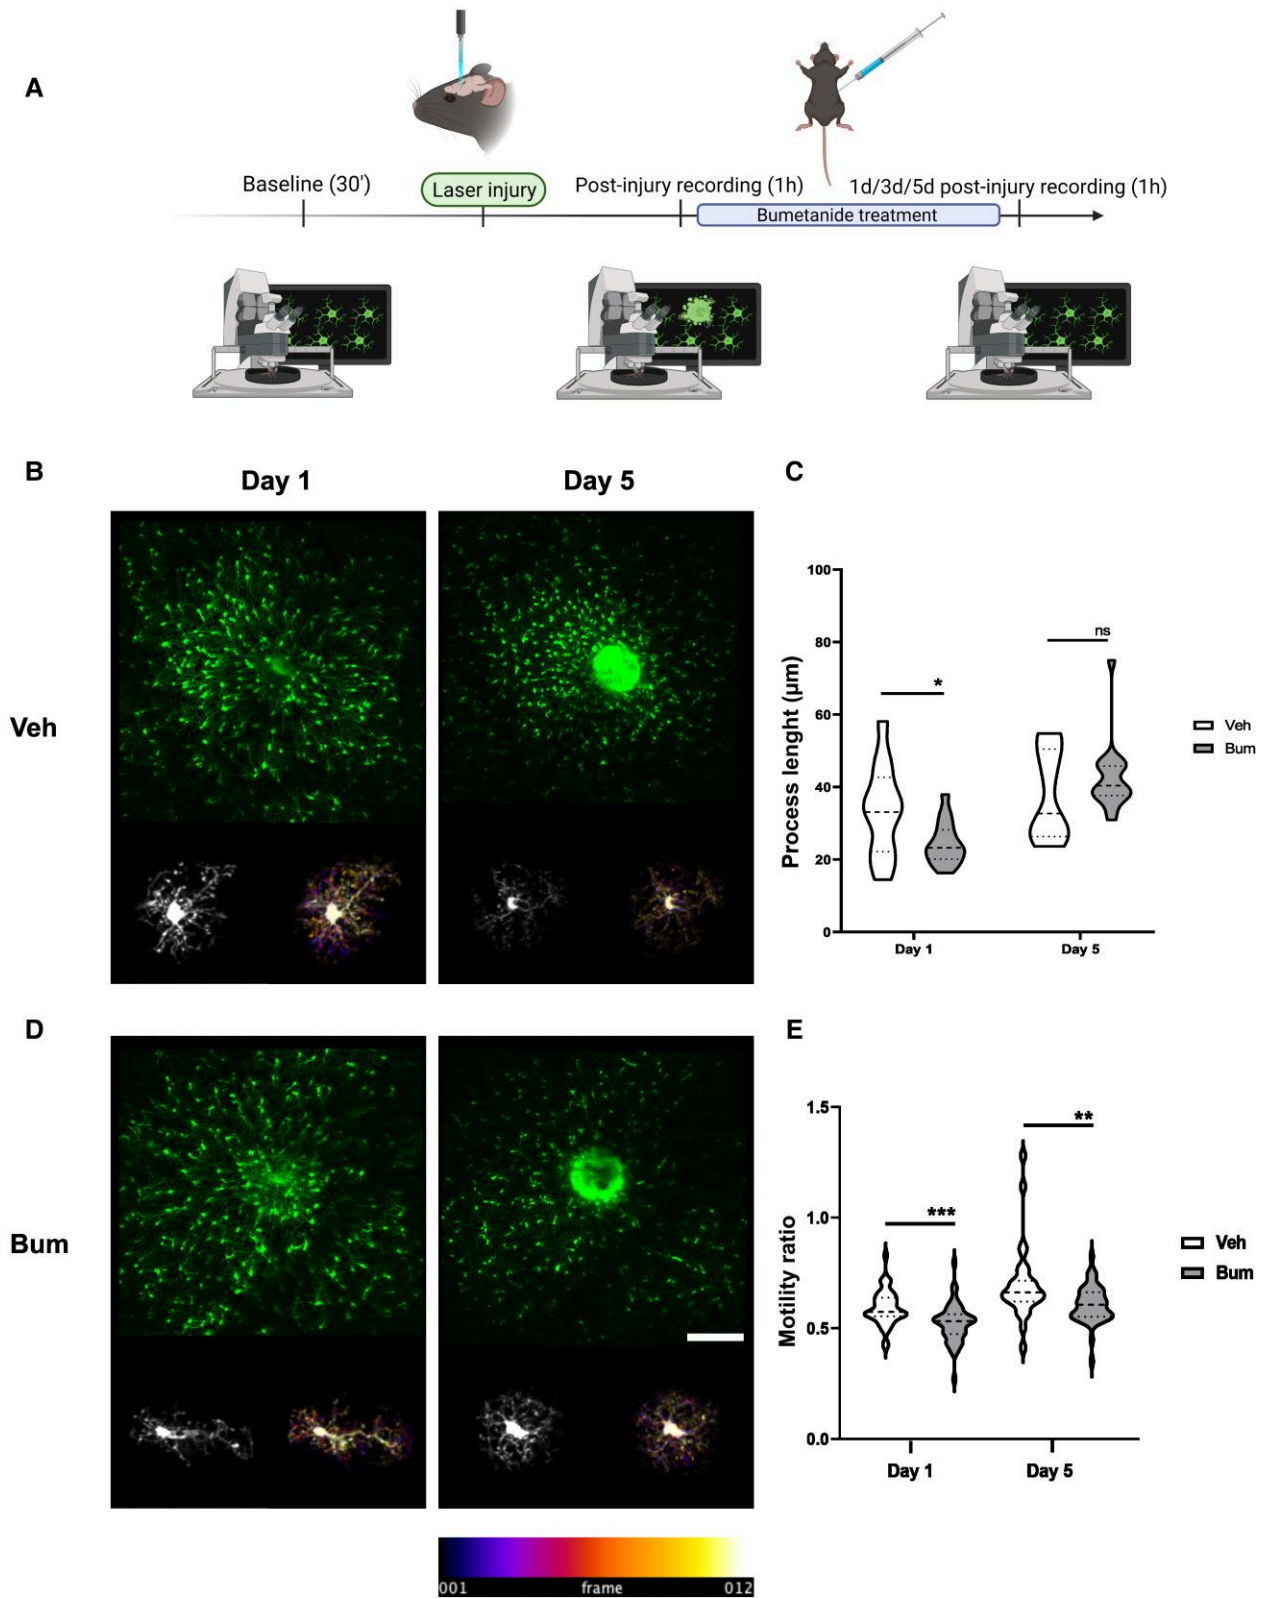 A
Baseline (30')
Laser injury
Post-injury recording (1h)
1d/3d/5d post-injury recording (1h)
Bumetanide treatment
B
Day 1
Day 5
Veh
C
100
80
60
40
20
0
Process lenght (µm)
*
ns
Day 1
Day 5
Veh
Bum
D
Bum
E
1.5
1.0
0.5
0.0
Motility ratio
***
**
Day 1
Day 5
Veh
Bum
001 frame 012